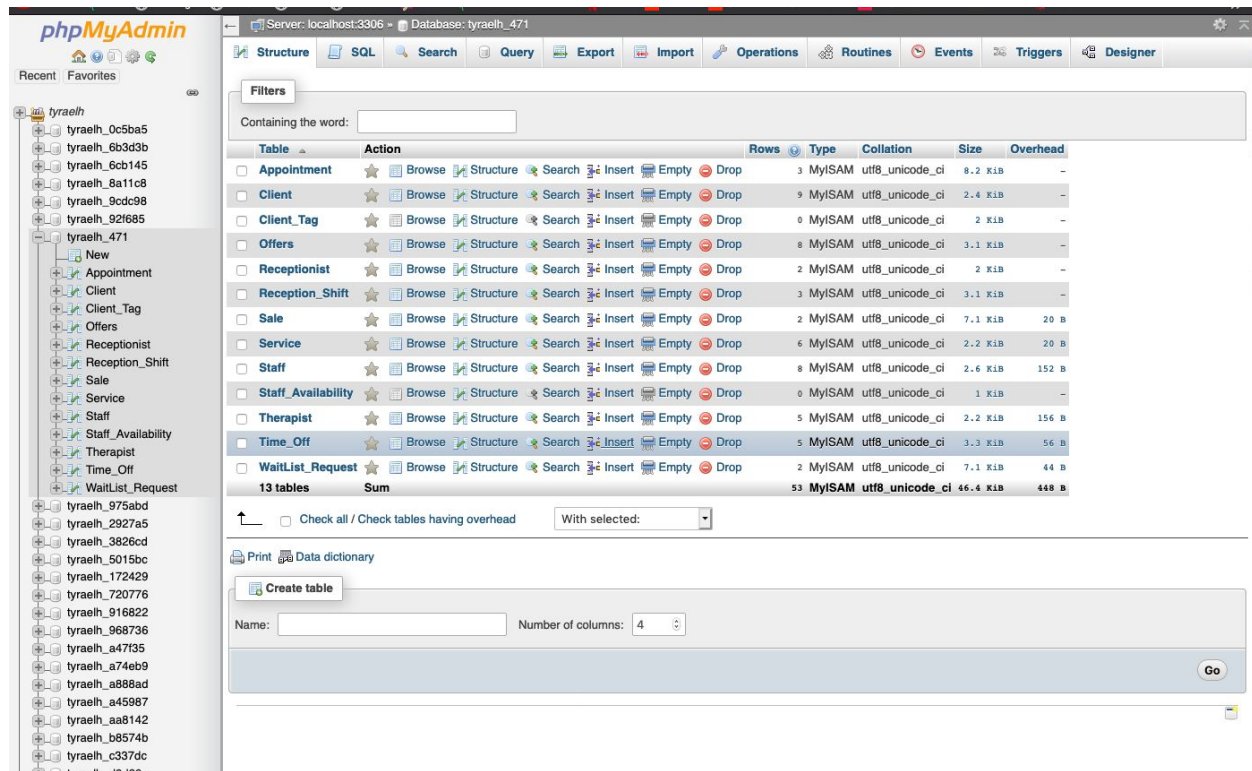 phpMyAdmin
Recent Favorites
tyraelh
tyraelh_0c5ba5
tyraelh_6b3d3b
tyraelh_6cb145
tyraelh_8a11c8
tyraelh_9cdc98
tyraelh_92f685
tyraelh_471
New
Appointment
Client
Client_Tag
Offers
Receptionist
Reception_Shift
Sale
Service
Staff
Staff_Availability
Therapist
Time_Off
WaitList_Request
tyraelh_975abd
tyraelh_2927a5
tyraelh_3826cd
tyraelh_5015bc
tyraelh_172429
tyraelh_720776
tyraelh_916822
tyraelh_968736
tyraelh_a47f35
tyraelh_a74eb9
tyraelh_a888ad
tyraelh_a45987
tyraelh_aa8142
tyraelh_b8574b
tyraelh_c337dc
Server: localhost:3306 » Database: tyraelh_471
Structure SQL Search Query Export Import Operations Routines Events Triggers Designer
Filters
Containing the word:
Table Action Rows Type Collation Size Overhead
Appointment Browse Structure Search Insert Empty Drop 3 MyISAM utf8_unicode_ci 8.2 KiB –
Client Browse Structure Search Insert Empty Drop 9 MyISAM utf8_unicode_ci 2.4 KiB –
Client_Tag Browse Structure Search Insert Empty Drop 0 MyISAM utf8_unicode_ci 2 KiB –
Offers Browse Structure Search Insert Empty Drop 8 MyISAM utf8_unicode_ci 3.1 KiB –
Receptionist Browse Structure Search Insert Empty Drop 2 MyISAM utf8_unicode_ci 2 KiB –
Reception_Shift Browse Structure Search Insert Empty Drop 3 MyISAM utf8_unicode_ci 3.1 KiB –
Sale Browse Structure Search Insert Empty Drop 2 MyISAM utf8_unicode_ci 7.1 KiB 20 B
Service Browse Structure Search Insert Empty Drop 6 MyISAM utf8_unicode_ci 2.2 KiB 20 B
Staff Browse Structure Search Insert Empty Drop 8 MyISAM utf8_unicode_ci 2.6 KiB 152 B
Staff_Availability Browse Structure Search Insert Empty Drop 0 MyISAM utf8_unicode_ci 1 KiB –
Therapist Browse Structure Search Insert Empty Drop 5 MyISAM utf8_unicode_ci 2.2 KiB 156 B
Time_Off Browse Structure Search Insert Empty Drop 5 MyISAM utf8_unicode_ci 3.3 KiB 56 B
WaitList_Request Browse Structure Search Insert Empty Drop 2 MyISAM utf8_unicode_ci 7.1 KiB 44 B
13 tables Sum 53 MyISAM utf8_unicode_ci 46.4 KiB 448 B
Check all / Check tables having overhead With selected:
Print Data dictionary
Create table
Name: Number of columns: 4
Go